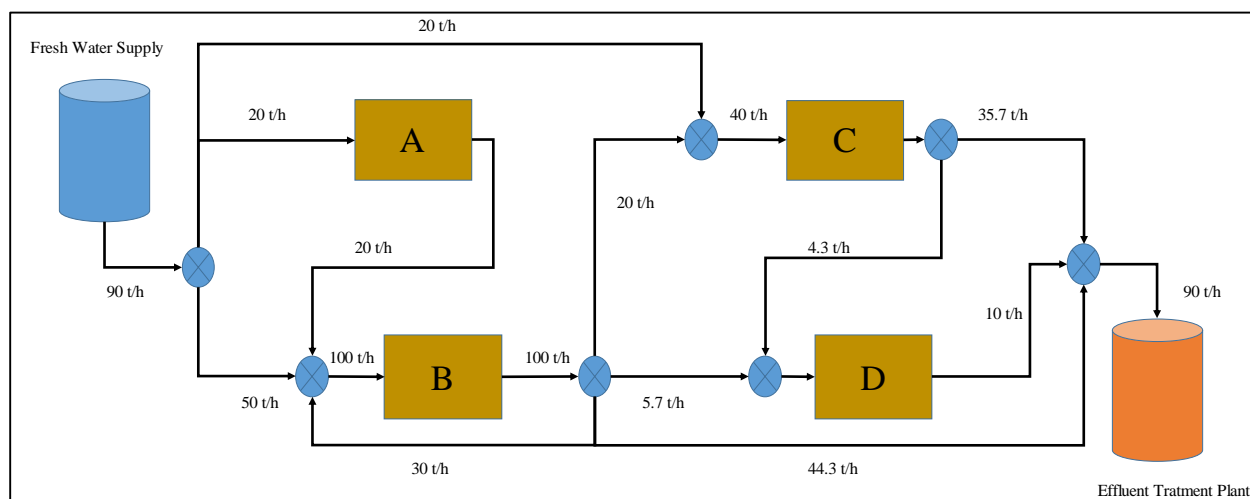 20 t/h
Fresh Water Supply
20 t/h
A
40 t/h
C
35.7 t/h
20 t/h
20 t/h
4.3 t/h
90 t/h
90 t/h
10 t/h
100 t/h
B
100 t/h
D
50 t/h
5.7 t/h
30 t/h
44.3 t/h
Effluent Tratment Plant